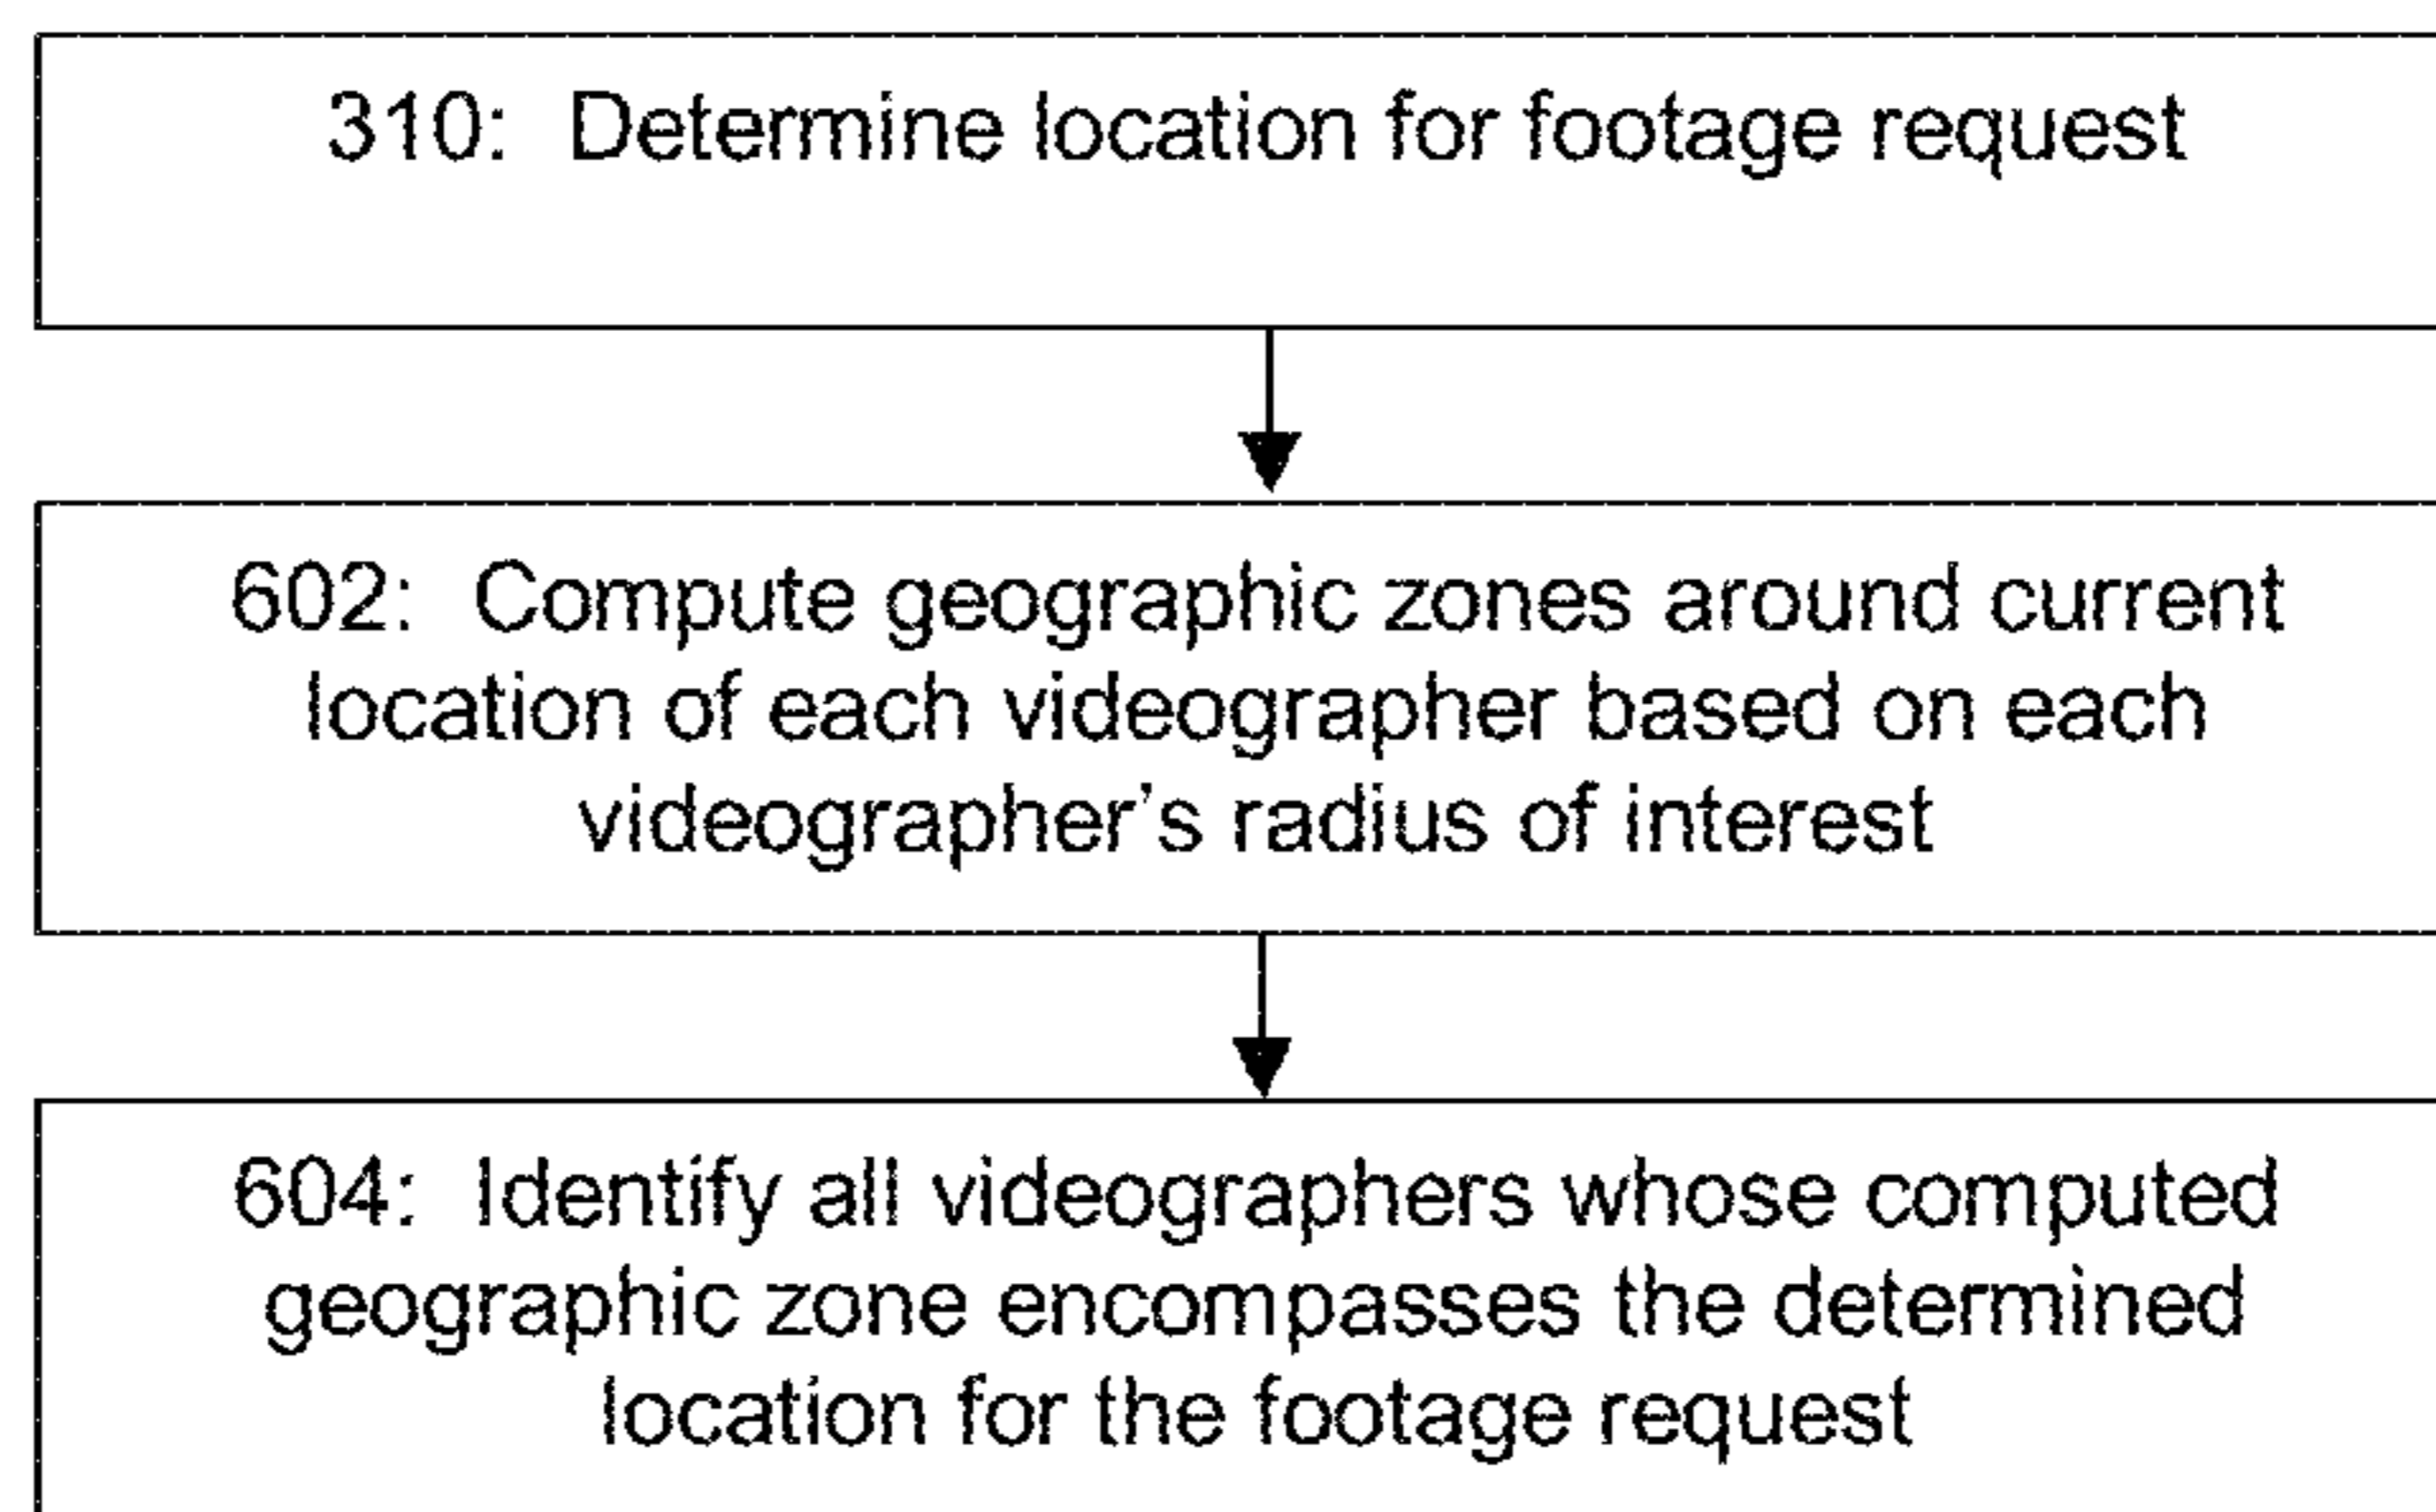 310: Determine location for footage request
602: Compute geographic zones around current
location of each videographer based on each
videographer's radius of interest
604: Identify all videographers whose computed
geographic zone encompasses the determined
location for the footage request